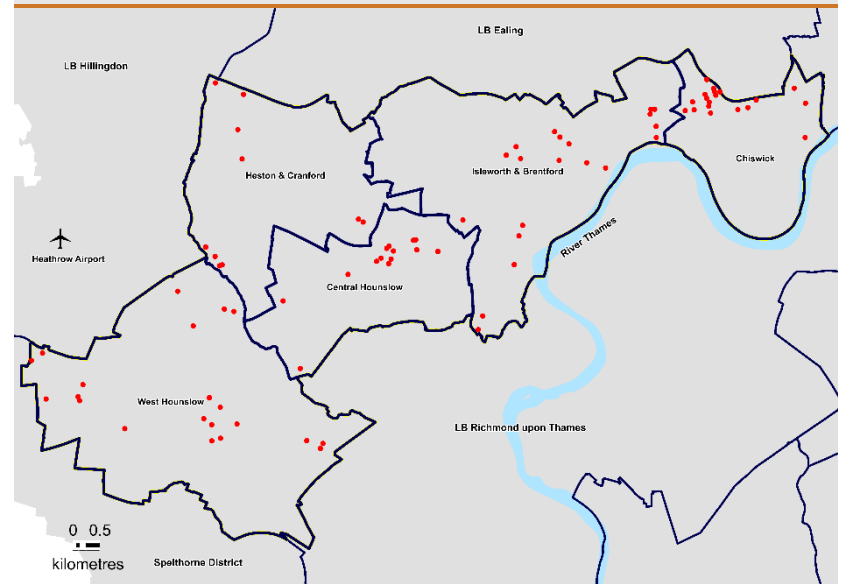 LB Ealing
LB Hillingdon
Chiswick
Heston & Cranford
Isleworth & Brentford
River Thames
Heathrow Airport
Central Hounslow
West Hounslow
LB Richmond upon Thames
0 0.5
kilometres
Spelthorne District